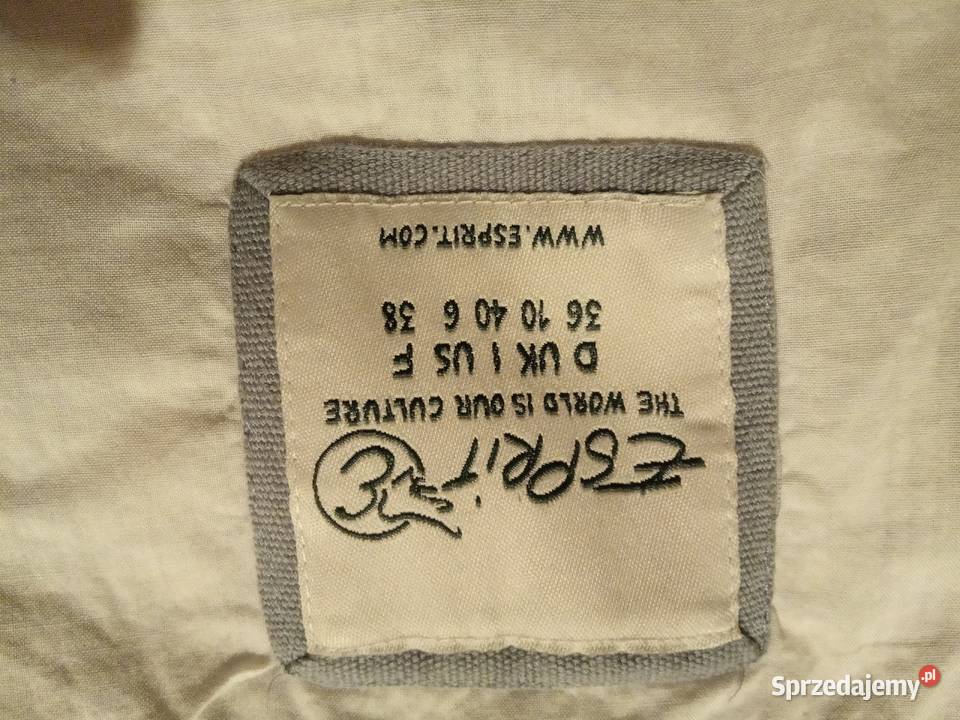 ESPRiT
THE WORLD IS OUR CULTURE
D UK I US F
36 10 40 6 38
WWW.ESPRIT.COM
Sprzedajemy.pl